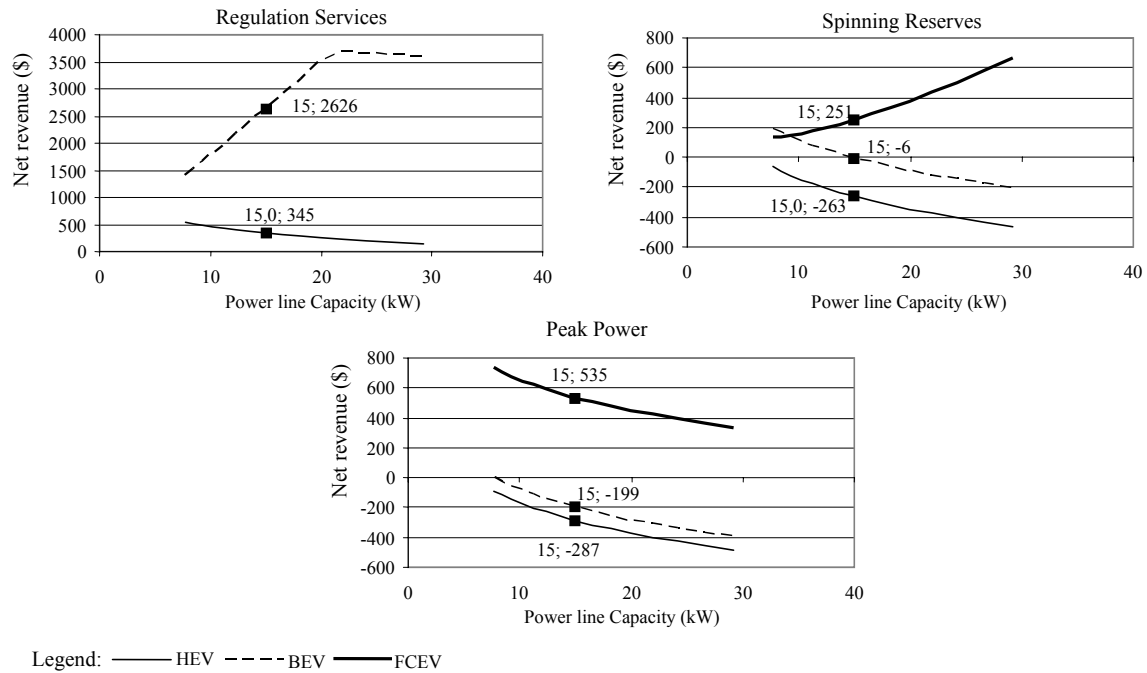 Regulation Services
Net revenue ($)
4000
3500
3000
2500
2000
1500
1000
500
0
15; 2626
15,0; 345
0 10 20 30 40
Power line Capacity (kW)
Spinning Reserves
Net revenue ($)
800
600
400
200
0
-200
-400
-600
15; 251
15; -6
15,0; -263
0 10 20 30 40
Power line Capacity (kW)
Peak Power
Net revenue ($)
800
600
400
200
0
-200
-400
-600
15; 535
15; -199
15; -287
0 10 20 30 40
Power line Capacity (kW)
Legend: HEV BEV FCEV